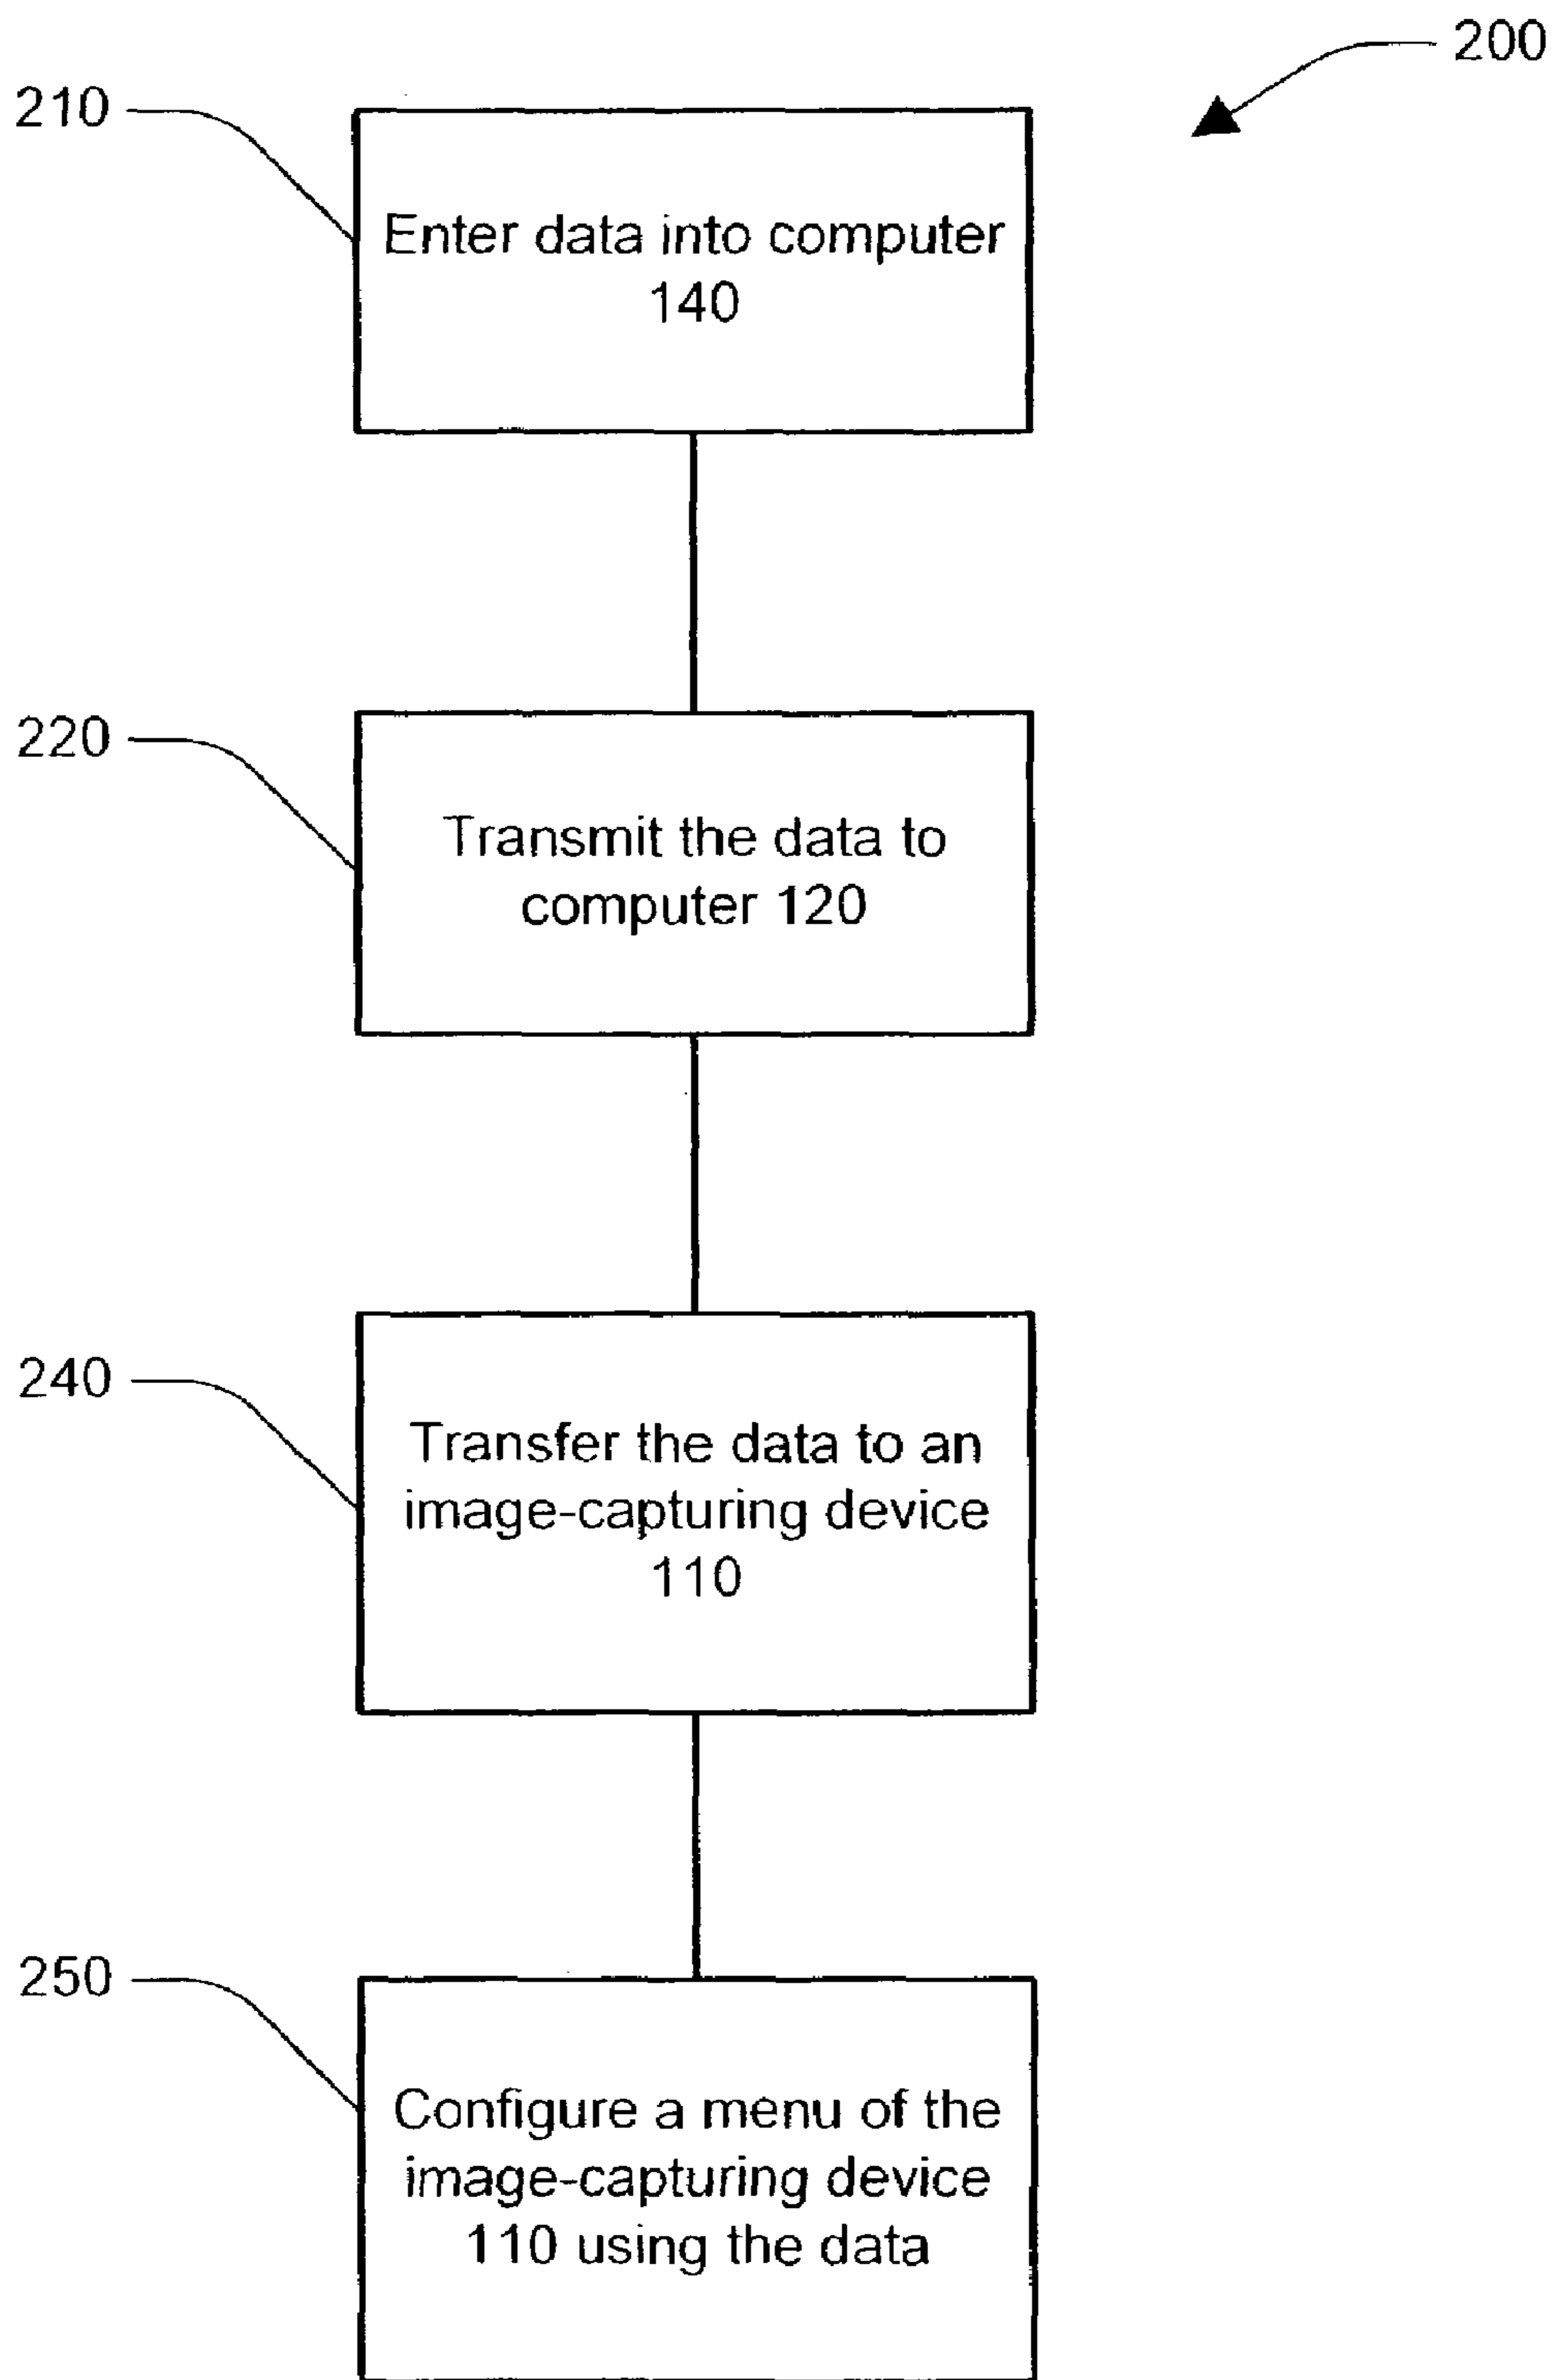 200
210
Enter data into computer
140
220
Transmit the data to
computer 120
240
Transfer the data to an
image-capturing device
110
250
Configure a menu of the
image-capturing device
110 using the data